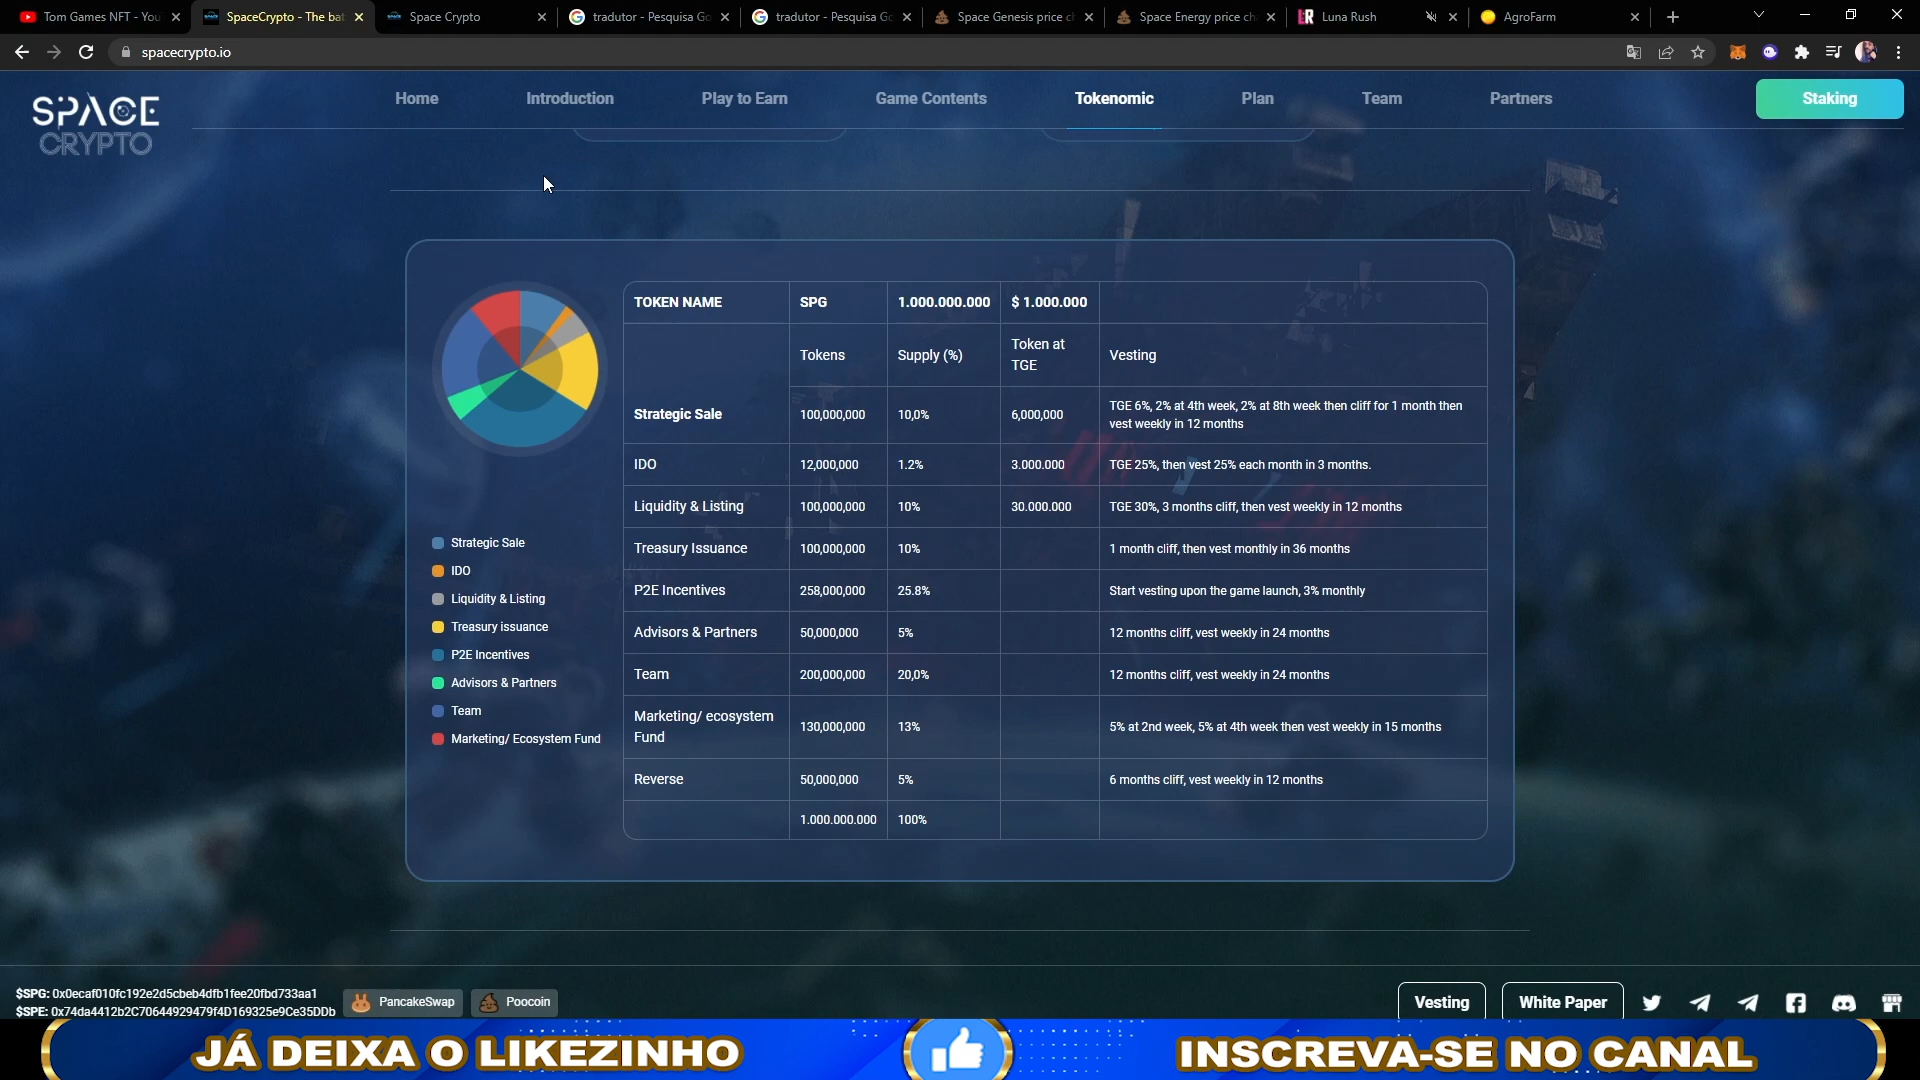 Tom Games NFT - You
SpaceCrypto - The bat
Space Crypto
tradutor - Pesquisa Go
tradutor - Pesquisa Go
Space Genesis price ch
Space Energy price ch
Luna Rush
AgroFarm
spacecrypto.io
SPACE
CRYPTO
Home
Introduction
Play to Earn
Game Contents
Tokenomic
Plan
Team
Partners
Staking
TOKEN NAME SPG 1.000.000.000 $ 1.000.000
Tokens Supply (%) Token at TGE Vesting
Strategic Sale 100,000,000 10,0% 6,000,000 TGE 6%, 2% at 4th week, 2% at 8th week then cliff for 1 month then
vest weekly in 12 months
IDO 12,000,000 1.2% 3.000.000 TGE 25%, then vest 25% each month in 3 months.
Liquidity & Listing 100,000,000 10% 30.000.000 TGE 30%, 3 months cliff, then vest weekly in 12 months
Treasury Issuance 100,000,000 10% 1 month cliff, then vest monthly in 36 months
P2E Incentives 258,000,000 25.8% Start vesting upon the game launch, 3% monthly
Advisors & Partners 50,000,000 5% 12 months cliff, vest weekly in 24 months
Team 200,000,000 20,0% 12 months cliff, vest weekly in 24 months
Marketing/ ecosystem
Fund 130,000,000 13% 5% at 2nd week, 5% at 4th week then vest weekly in 15 months
Reverse 50,000,000 5% 6 months cliff, vest weekly in 12 months
1.000.000.000 100%
Strategic Sale
IDO
Liquidity & Listing
Treasury issuance
P2E Incentives
Advisors & Partners
Team
Marketing/ Ecosystem Fund
$SPG: 0x0ecaf010fc192e2d5cbeb4dfb1fee20fbd733aa1
$SPE: 0x74da4412b2C70644929479f4D169325e9Ce35DDb
PancakeSwap
Poocoin
Vesting
White Paper
JÁ DEIXA O LIKEZINHO
INSCREVA-SE NO CANAL